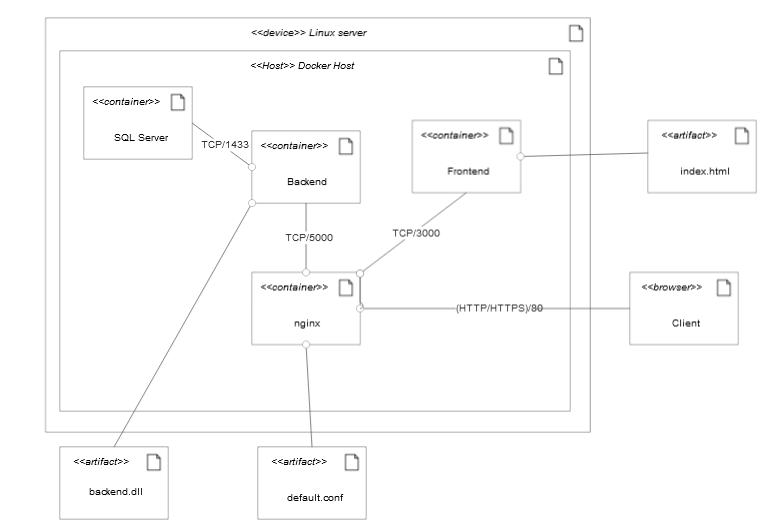 <<device>> Linux server
<<Host>> Docker Host
<<container>>
SQL Server
TCP/1433
<<container>>
Backend
<<container>>
Frontend
<<artifact>>
index.html
TCP/5000
TCP/3000
<<container>>
nginx
(HTTP/HTTPS)/80
<<browser>>
Client
<<artifact>>
backend.dll
<<artifact>>
default.conf